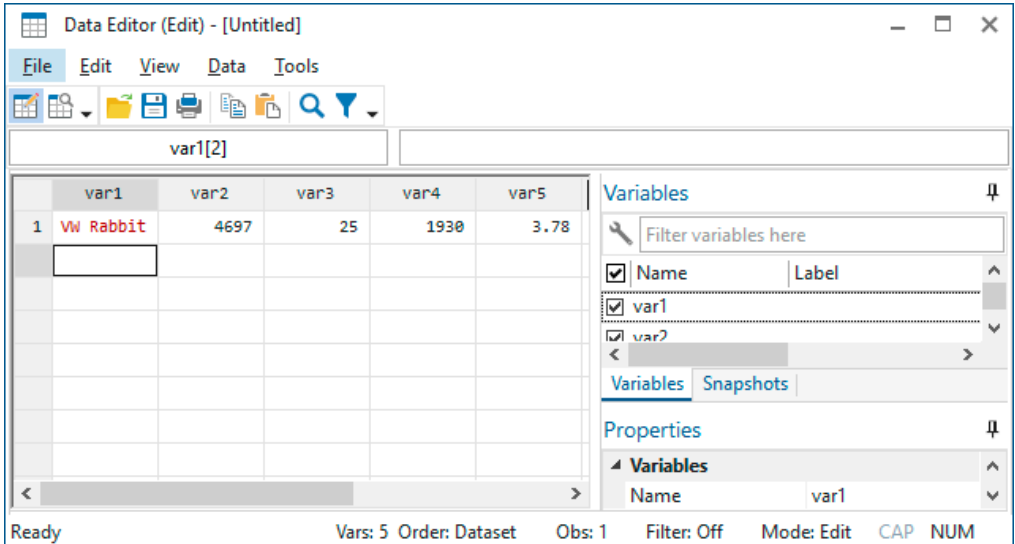 Data Editor (Edit) - [Untitled]
File Edit View Data Tools
var1[2]
var1 var2 var3 var4 var5
1 VW Rabbit 4697 25 1930 3.78
Variables
Filter variables here
Name Label
var1
var2
Variables Snapshots
Properties
Variables
Name var1
Ready Vars: 5 Order: Dataset Obs: 1 Filter: Off Mode: Edit CAP NUM